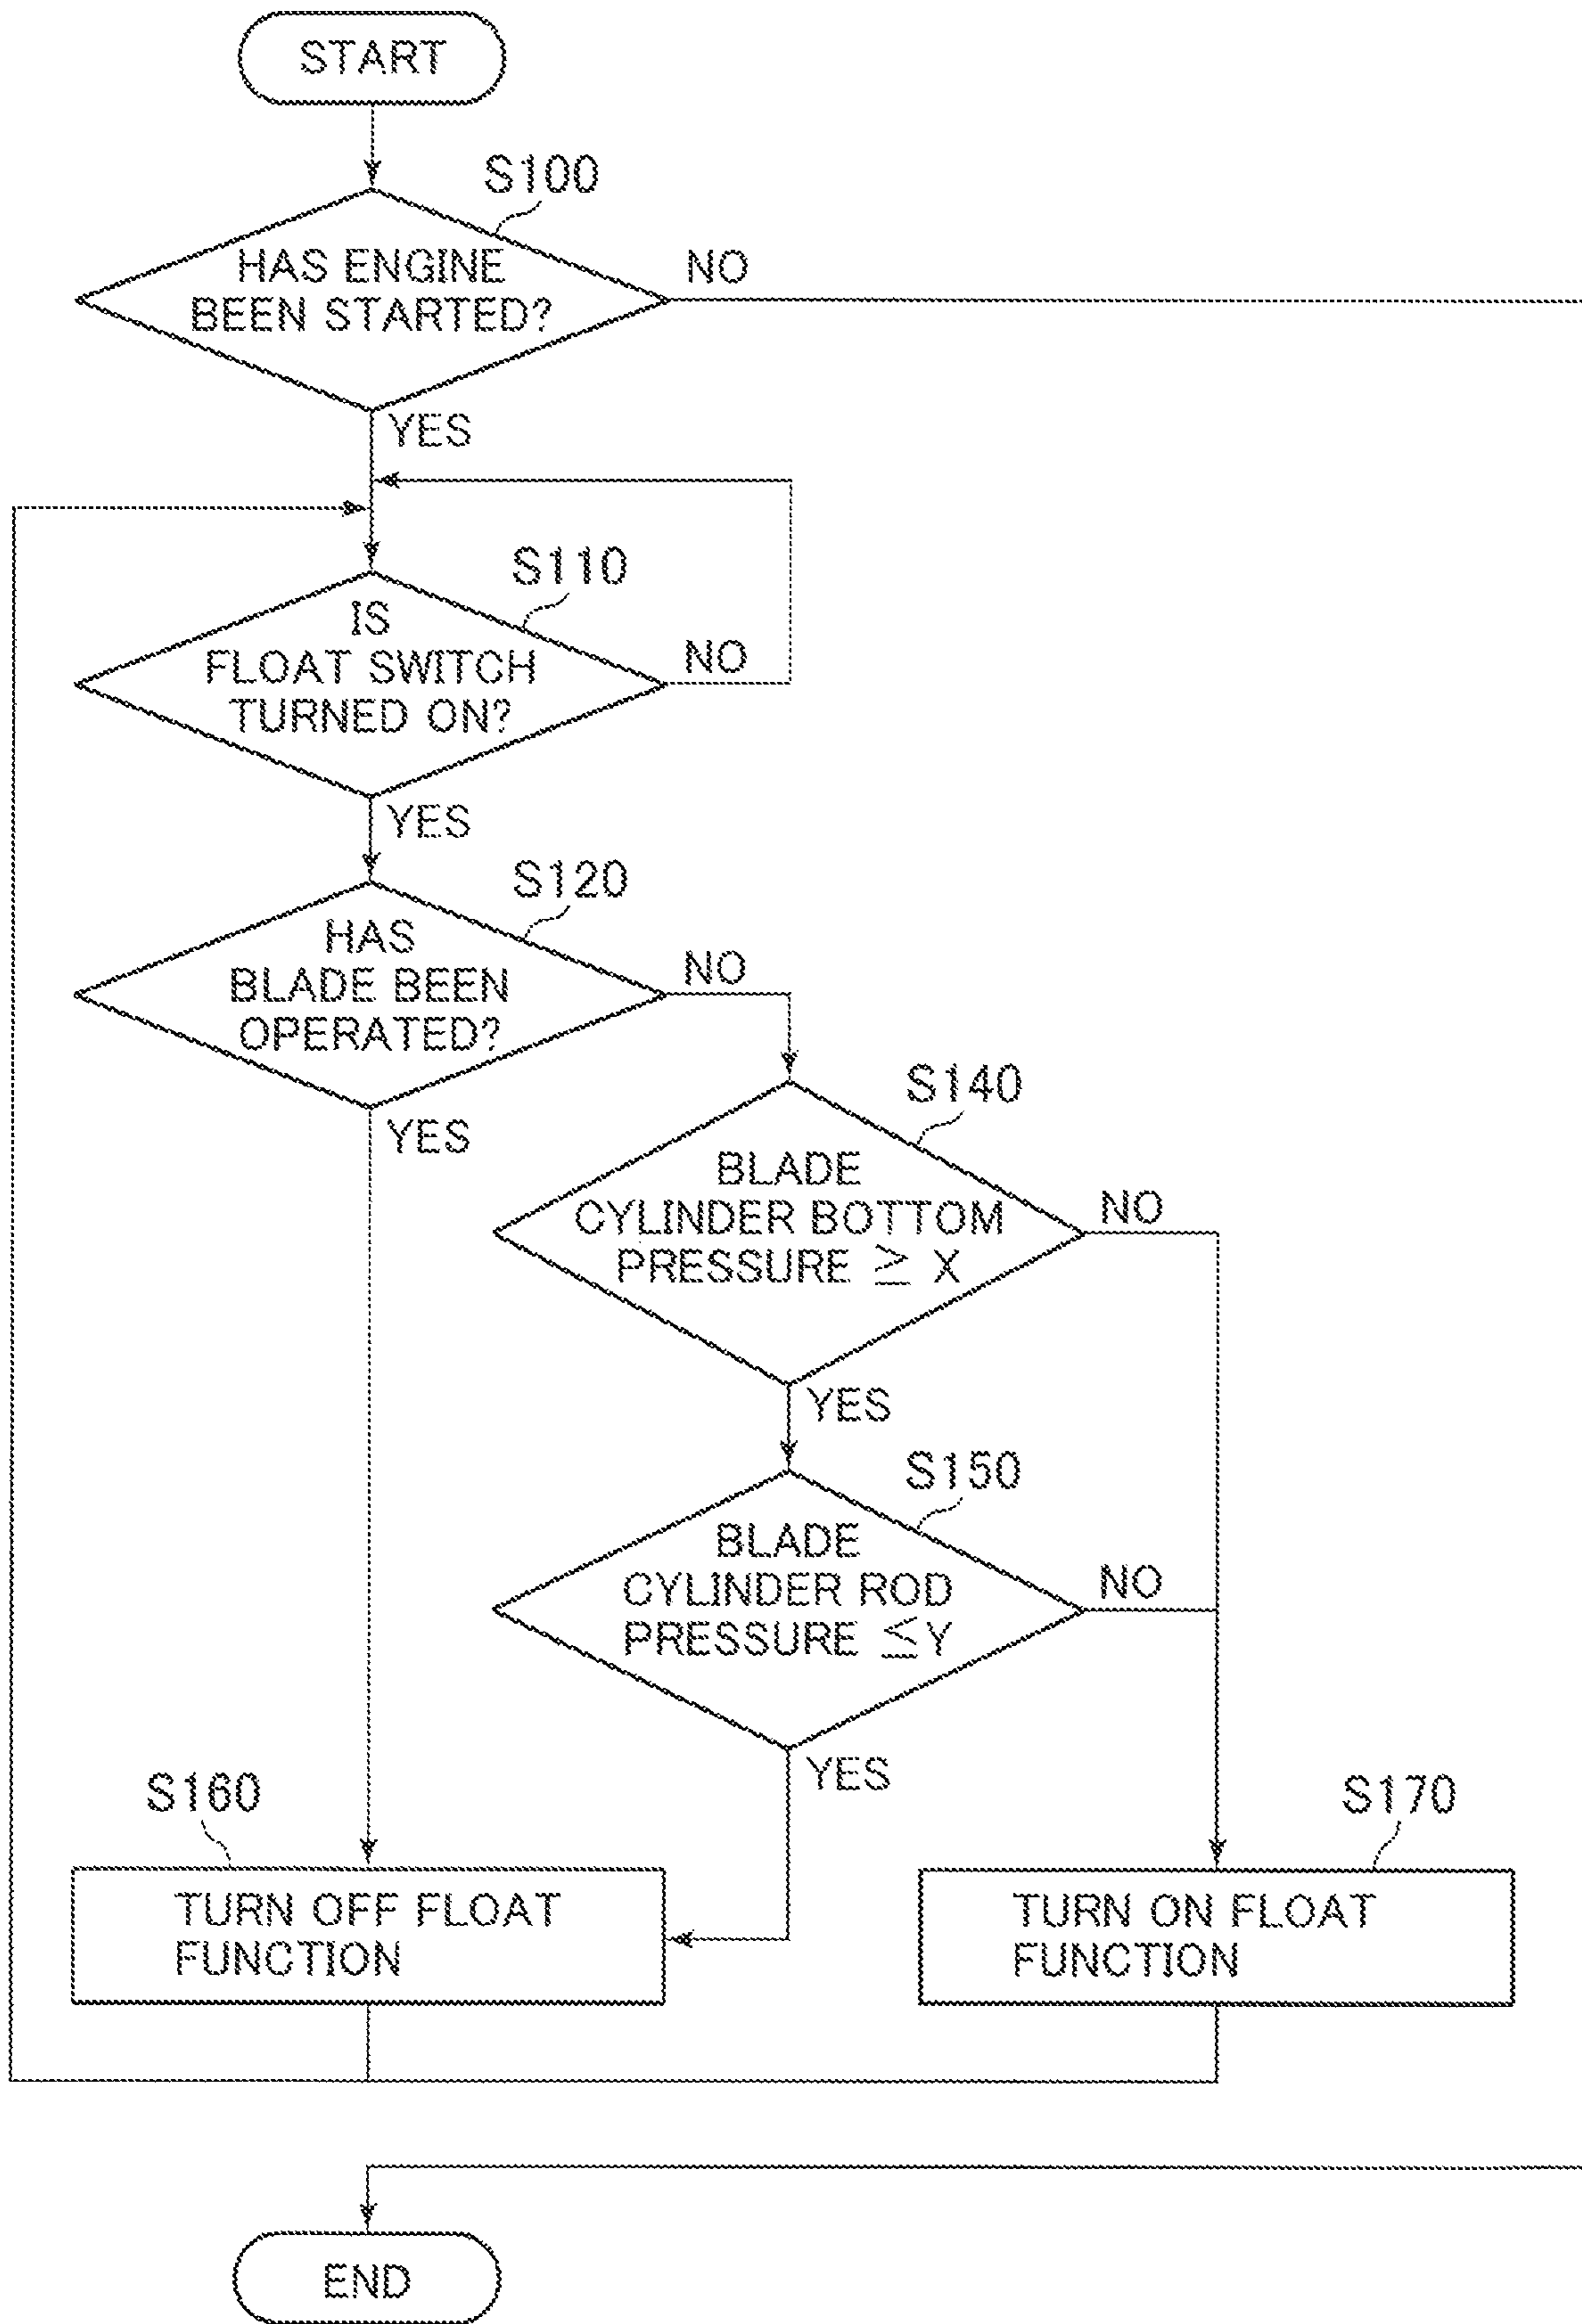 START
S100
HAS ENGINE
BEEN STARTED?
NO
YES
S110
IS
FLOAT SWITCH
TURNED ON?
NO
YES
S120
HAS
BLADE BEEN
OPERATED?
NO
YES
S140
BLADE
CYLINDER BOTTOM
PRESSURE ≧ X
NO
YES
S150
BLADE
CYLINDER ROD
PRESSURE ≦Y
NO
YES
S160
TURN OFF FLOAT
FUNCTION
S170
TURN ON FLOAT
FUNCTION
END